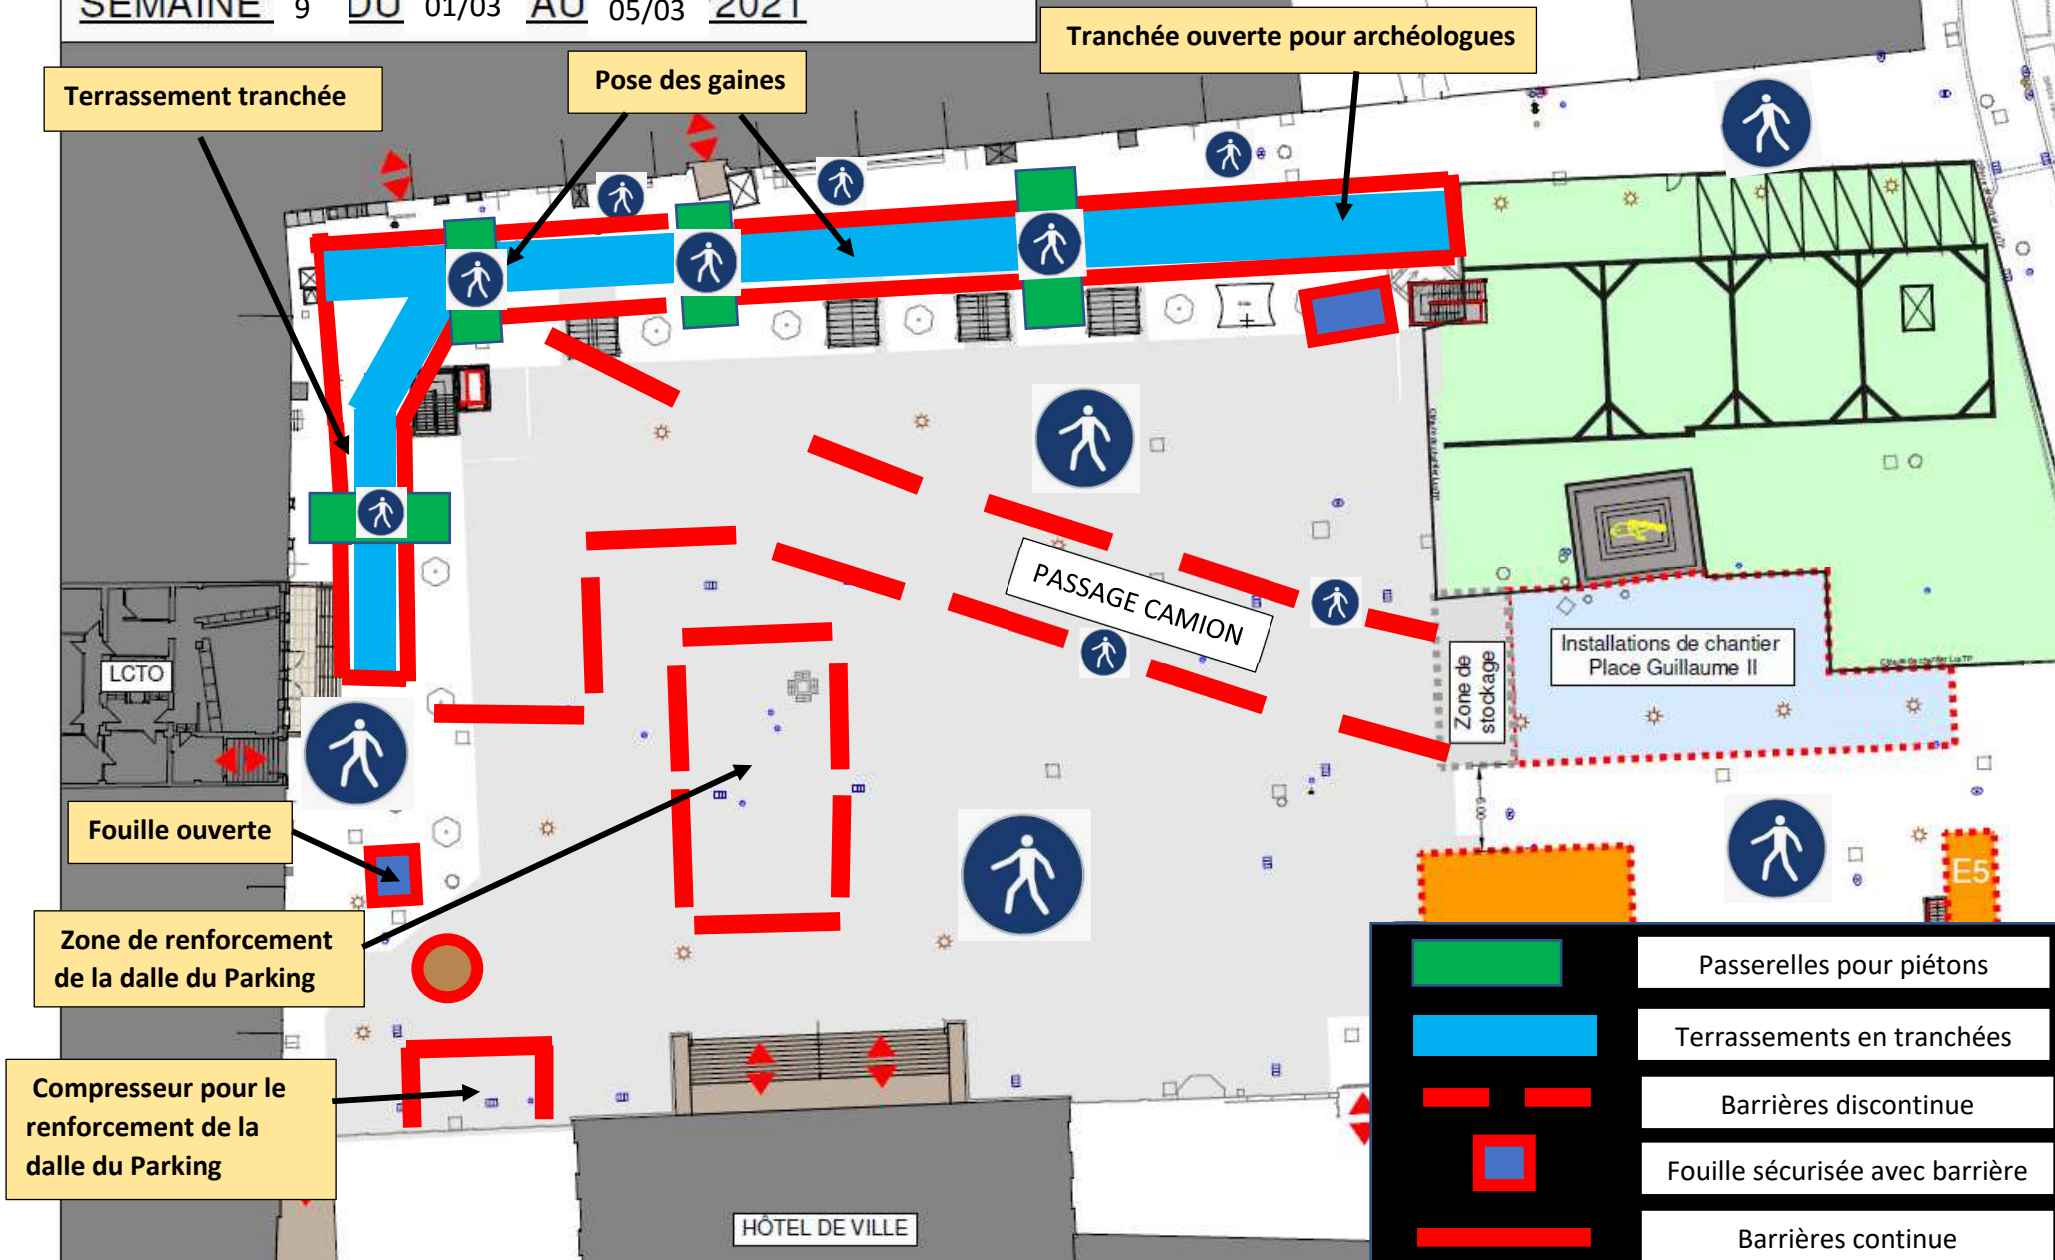 SEMAINE 9 DU 01/03 AU 05/03 2021
Tranchée ouverte pour archéologues
Pose des gaines
Terrassement tranchée
PASSAGE CAMION
Installations de chantier
Place Guillaume II
Zone de
stockage
LCTO
600
Fouille ouverte
E5
Zone de renforcement
de la dalle du Parking
Compresseur pour le
renforcement de la
dalle du Parking
HÔTEL DE VILLE
Passerelles pour piétons
Terrassements en tranchées
Barrières discontinue
Fouille sécurisée avec barrière
Barrières continue